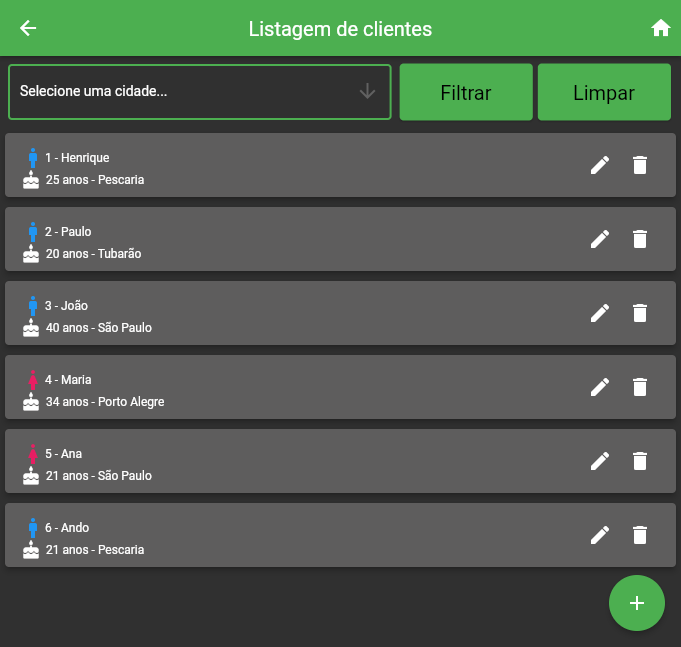 Listagem de clientes
Selecione uma cidade...
Filtrar
Limpar
1 - Henrique
25 anos - Pescaria
2 - Paulo
20 anos - Tubarão
3 - João
40 anos - São Paulo
4 - Maria
34 anos - Porto Alegre
5 - Ana
21 anos - São Paulo
6 - Ando
21 anos - Pescaria